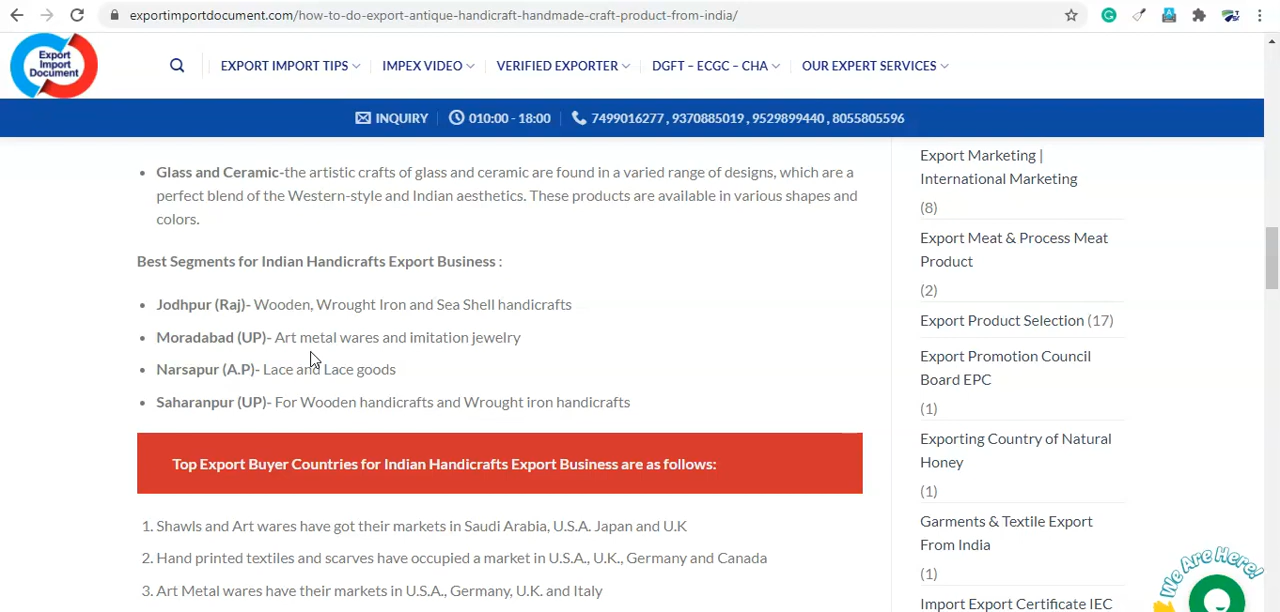 exportimportdocument.com/how-to-do-export-antique-handicraft-handmade-craft-product-from-india/
Export
Import
Document
EXPORT IMPORT TIPS
IMPEX VIDEO
VERIFIED EXPORTER
DGFT – ECGC – CHA
OUR EXPERT SERVICES
INQUIRY
010:00 - 18:00
7499016277 , 9370885019 , 9529899440 , 8055805596
• Glass and Ceramic-the artistic crafts of glass and ceramic are found in a varied range of designs, which are a
perfect blend of the Western-style and Indian aesthetics. These products are available in various shapes and
colors.
Best Segments for Indian Handicrafts Export Business :
• Jodhpur (Raj)- Wooden, Wrought Iron and Sea Shell handicrafts
• Moradabad (UP)- Art metal wares and imitation jewelry
• Narsapur (A.P)- Lace and Lace goods
• Saharanpur (UP)- For Wooden handicrafts and Wrought iron handicrafts
Top Export Buyer Countries for Indian Handicrafts Export Business are as follows:
1. Shawls and Art wares have got their markets in Saudi Arabia, U.S.A. Japan and U.K
2. Hand printed textiles and scarves have occupied a market in U.S.A., U.K., Germany and Canada
3. Art Metal wares have their markets in U.S.A., Germany, U.K. and Italy
Export Marketing |
International Marketing
(8)
Export Meat & Process Meat
Product
(2)
Export Product Selection (17)
Export Promotion Council
Board EPC
(1)
Exporting Country of Natural
Honey
(1)
Garments & Textile Export
From India
(1)
Import Export Certificate IEC
We Are Here!